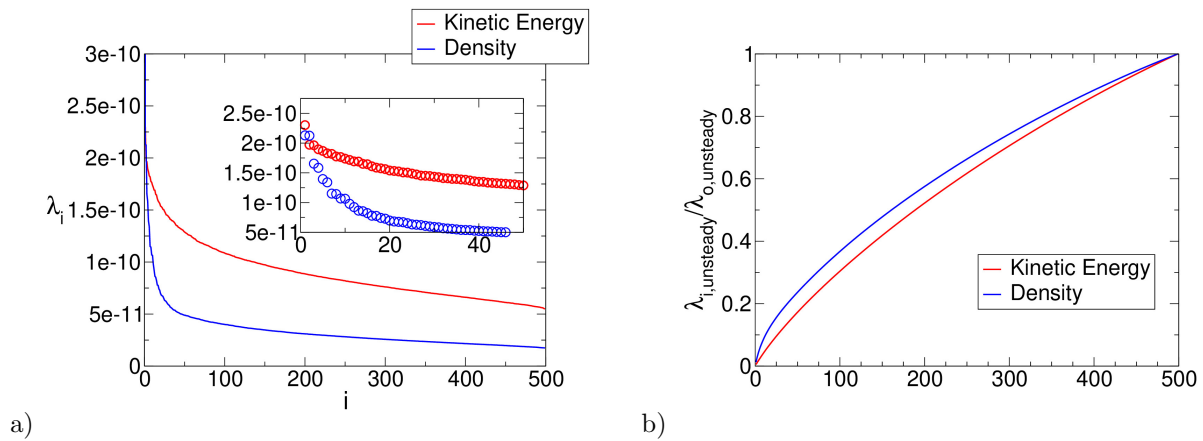 Kinetic Energy
Density
3e-10
2e-10
1.5e-10
1e-10
5e-11
0
λi
0 100 200 300 400 500
i
2.5e-10
2e-10
1.5e-10
1e-10
5e-11
0 20 40
a)
1
0.8
0.6
0.4
0.2
0
λi,unsteady/λo,unsteady
Kinetic Energy
Density
0 100 200 300 400 500
b)